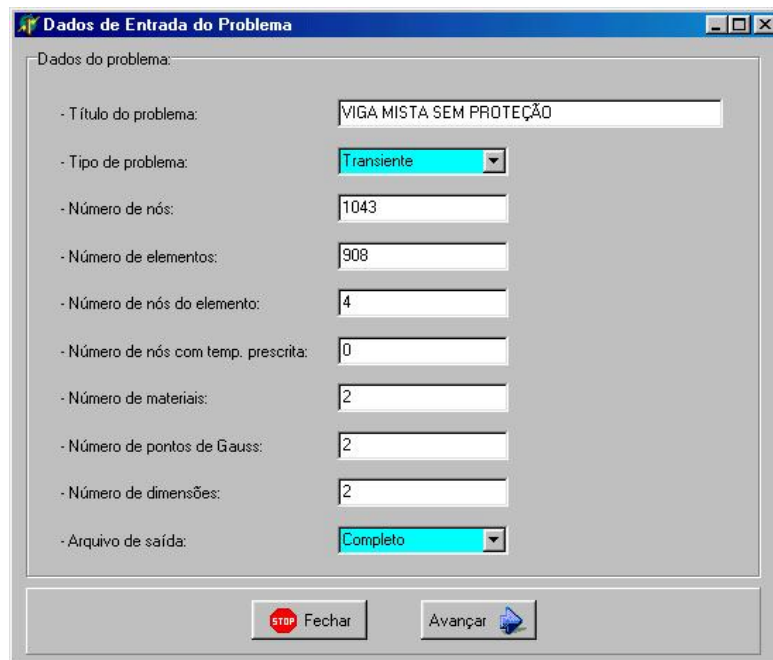 Dados de Entrada do Problema
Dados do problema:
- Título do problema: VIGA MISTA SEM PROTEÇÃO
- Tipo de problema: Transiente
- Número de nós: 1043
- Número de elementos: 908
- Número de nós do elemento: 4
- Número de nós com temp. prescrita: 0
- Número de materiais: 2
- Número de pontos de Gauss: 2
- Número de dimensões: 2
- Arquivo de saída: Completo
STOP Fechar Avançar